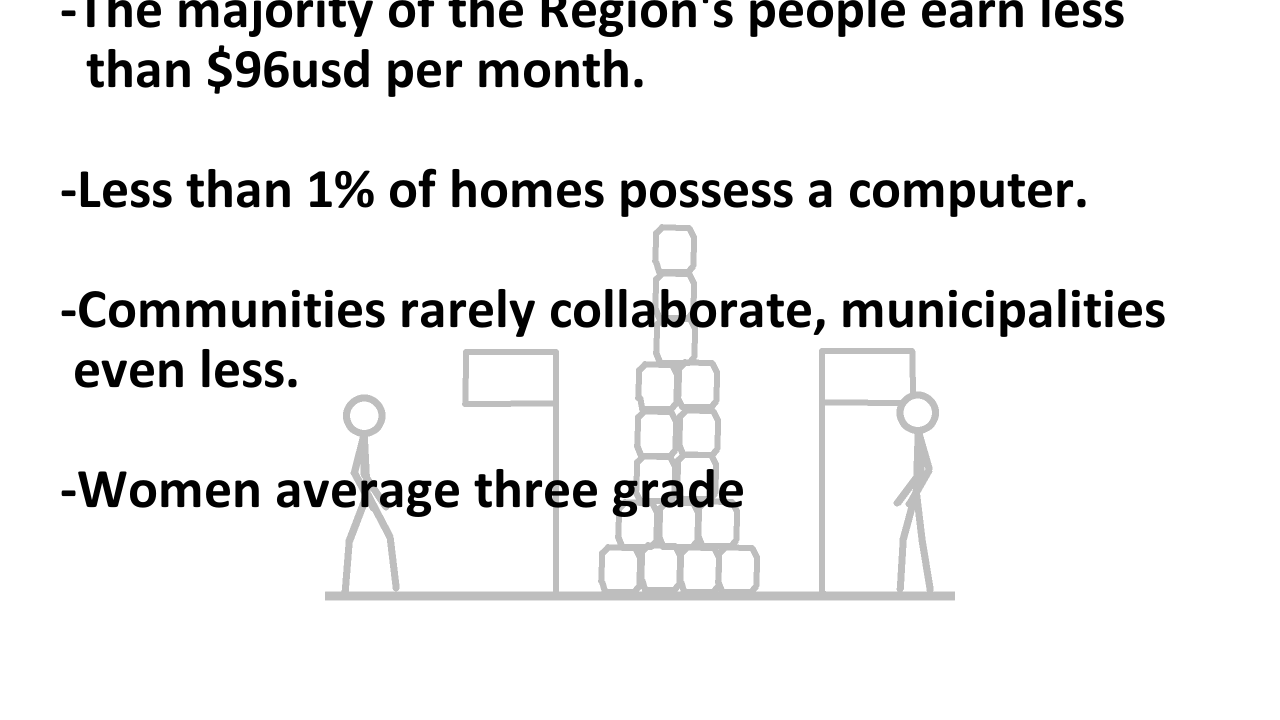 -The majority of the Region's people earn less
than $96usd per month.
-Less than 1% of homes possess a computer.
-Communities rarely collaborate, municipalities
even less.
-Women average three grade